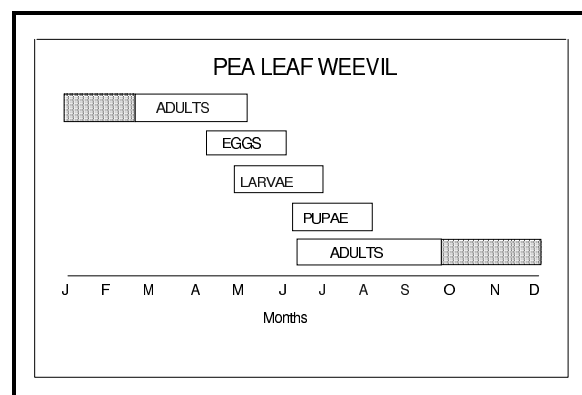 PEA LEAF WEEVIL
ADULTS
EGGS
LARVAE
PUPAE
ADULTS
J F M A M J J A S O N D
Months